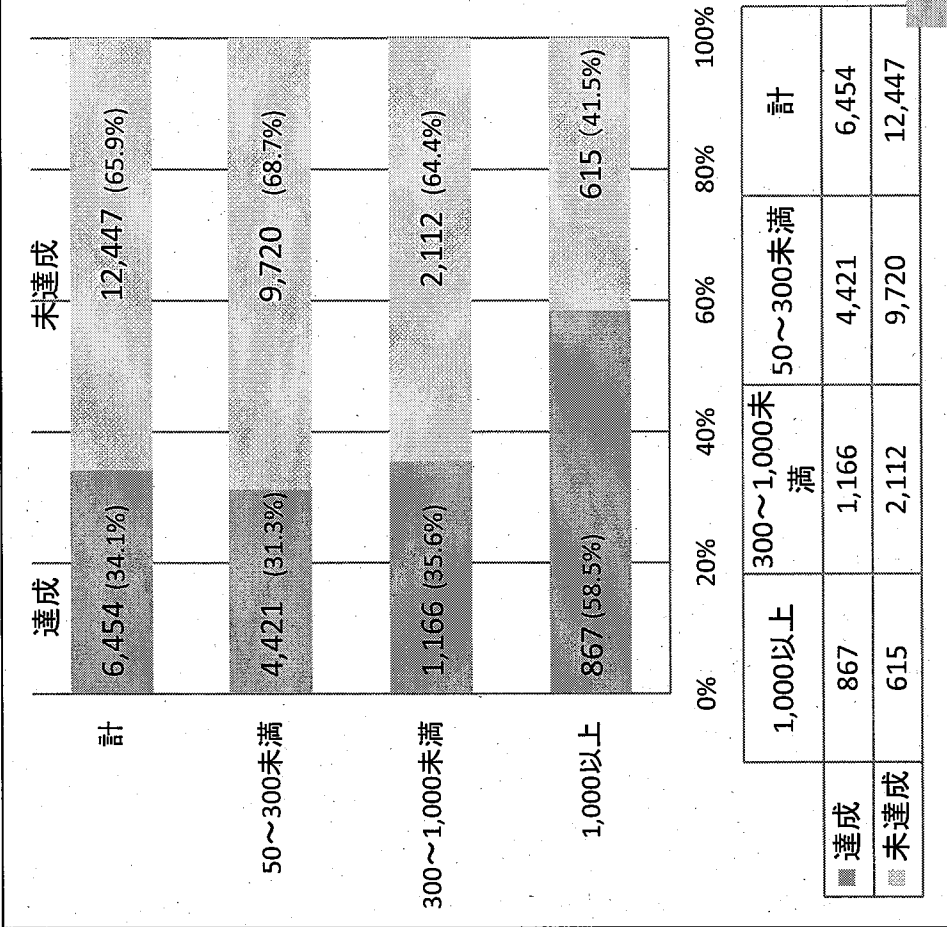 達成
未達成
計
6,454 (34.1%)
12,447 (65.9%)
50～300未満
4,421 (31.3%)
9,720 (68.7%)
300～1,000未満
1,166 (35.6%)
2,112 (64.4%)
1,000以上
867 (58.5%)
615 (41.5%)
0% 20% 40% 60% 80% 100%
1,000以上 300～1,000未 50～300未満 計
満
達成 867 1,166 4,421 6,454
未達成 615 2,112 9,720 12,447